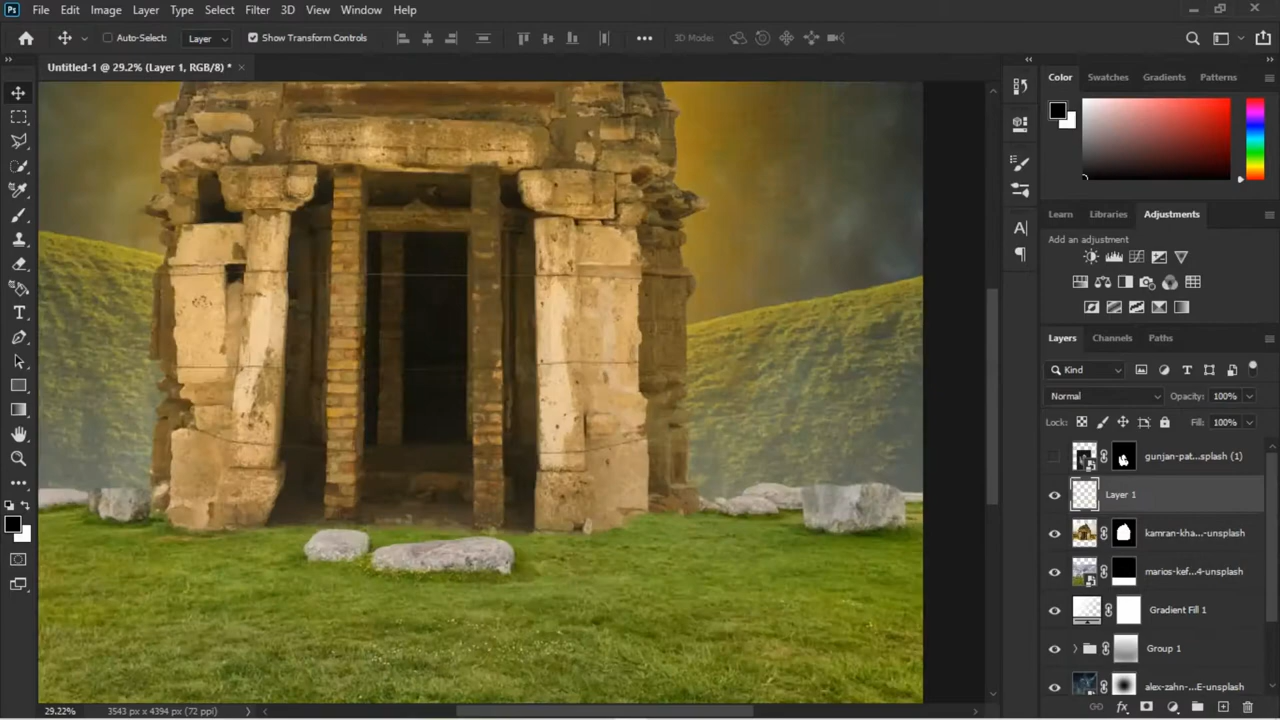 Ps File Edit Image Layer Type Select Filter 3D View Window Help
Auto-Select: Layer Show Transform Controls 3D Mode:
Untitled-1 @ 29.2% (Layer 1, RGB/8) *
Color Swatches Gradients Patterns
Learn Libraries Adjustments
Add an adjustment
Layers Channels Paths
Kind
Normal Opacity: 100%
Lock: Fill: 100%
gunjan-pat...splash (1)
Layer 1
kamran-kha...-unsplash
marios-kef...4-unsplash
Gradient Fill 1
Group 1
alex-zahn-...E-unsplash
29.22% 3543 px x 4394 px (72 ppi)